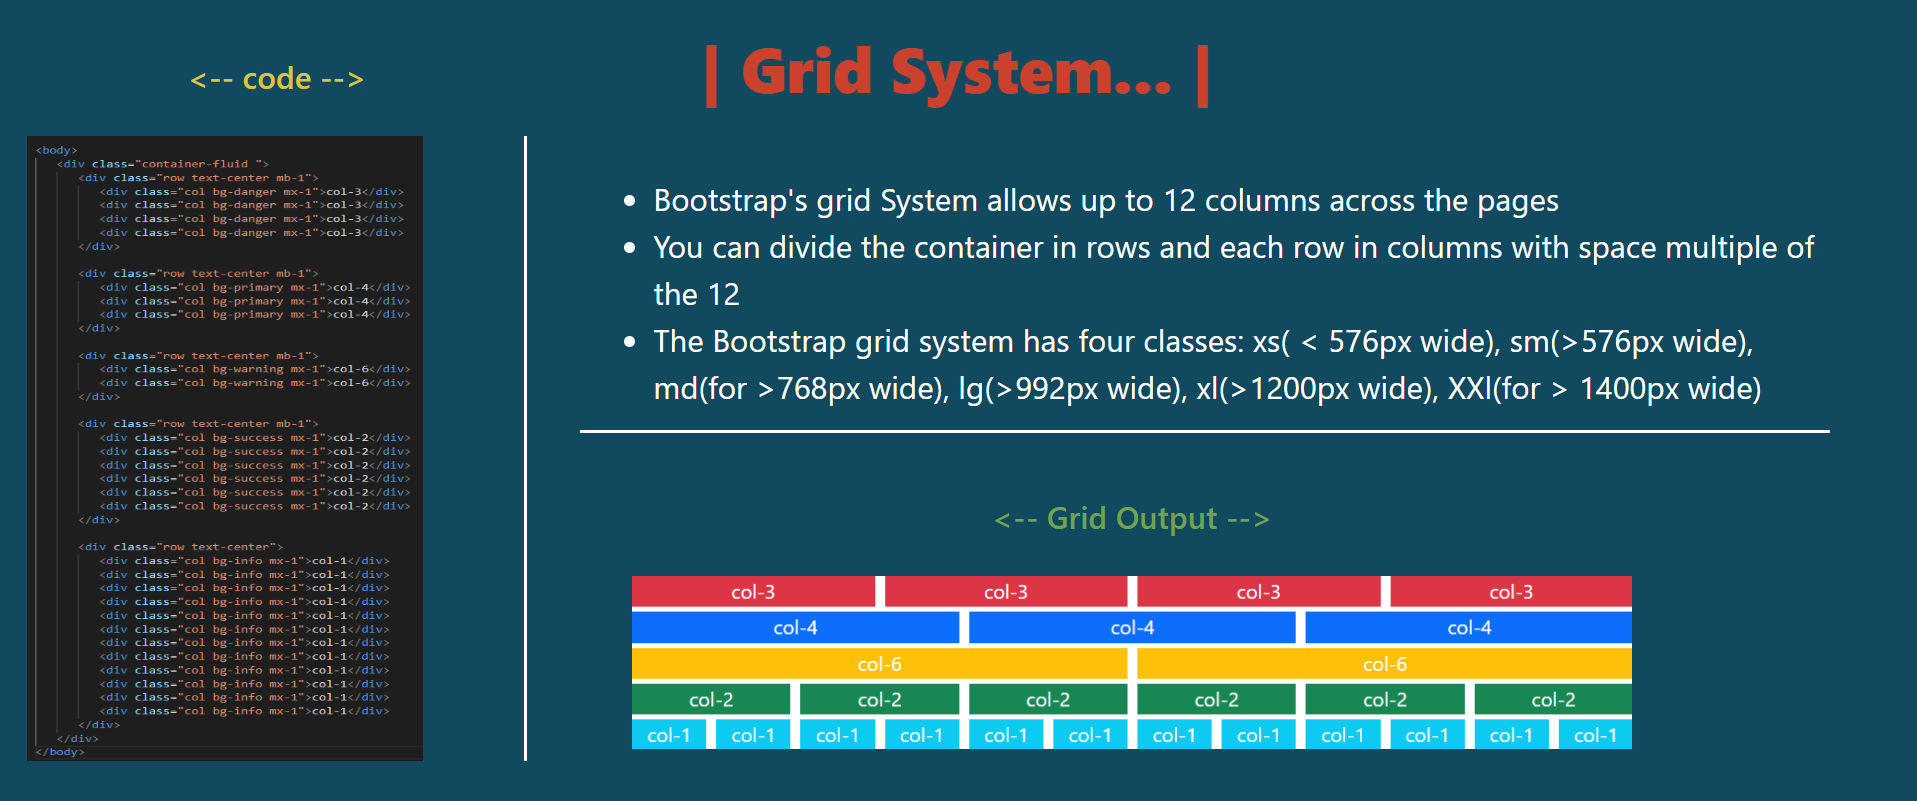 <-- code -->
| Grid System... |
<body>
<div class="container-fluid ">
<div class="row text-center mb-1">
<div class="col bg-danger mx-1">col-3</div>
<div class="col bg-danger mx-1">col-3</div>
<div class="col bg-danger mx-1">col-3</div>
<div class="col bg-danger mx-1">col-3</div>
</div>
<div class="row text-center mb-1">
<div class="col bg-primary mx-1">col-4</div>
<div class="col bg-primary mx-1">col-4</div>
<div class="col bg-primary mx-1">col-4</div>
</div>
<div class="row text-center mb-1">
<div class="col bg-warning mx-1">col-6</div>
<div class="col bg-warning mx-1">col-6</div>
</div>
<div class="row text-center mb-1">
<div class="col bg-success mx-1">col-2</div>
<div class="col bg-success mx-1">col-2</div>
<div class="col bg-success mx-1">col-2</div>
<div class="col bg-success mx-1">col-2</div>
<div class="col bg-success mx-1">col-2</div>
<div class="col bg-success mx-1">col-2</div>
</div>
<div class="row text-center">
<div class="col bg-info mx-1">col-1</div>
<div class="col bg-info mx-1">col-1</div>
<div class="col bg-info mx-1">col-1</div>
<div class="col bg-info mx-1">col-1</div>
<div class="col bg-info mx-1">col-1</div>
<div class="col bg-info mx-1">col-1</div>
<div class="col bg-info mx-1">col-1</div>
<div class="col bg-info mx-1">col-1</div>
<div class="col bg-info mx-1">col-1</div>
<div class="col bg-info mx-1">col-1</div>
<div class="col bg-info mx-1">col-1</div>
<div class="col bg-info mx-1">col-1</div>
</div>
</div>
</body>
• Bootstrap's grid System allows up to 12 columns across the pages
• You can divide the container in rows and each row in columns with space multiple of
the 12
• The Bootstrap grid system has four classes: xs( < 576px wide), sm(>576px wide),
md(for >768px wide), lg(>992px wide), xl(>1200px wide), XXl(for > 1400px wide)
<-- Grid Output -->
col-3 col-3 col-3 col-3
col-4 col-4 col-4
col-6 col-6
col-2 col-2 col-2 col-2 col-2 col-2
col-1 col-1 col-1 col-1 col-1 col-1 col-1 col-1 col-1 col-1 col-1 col-1